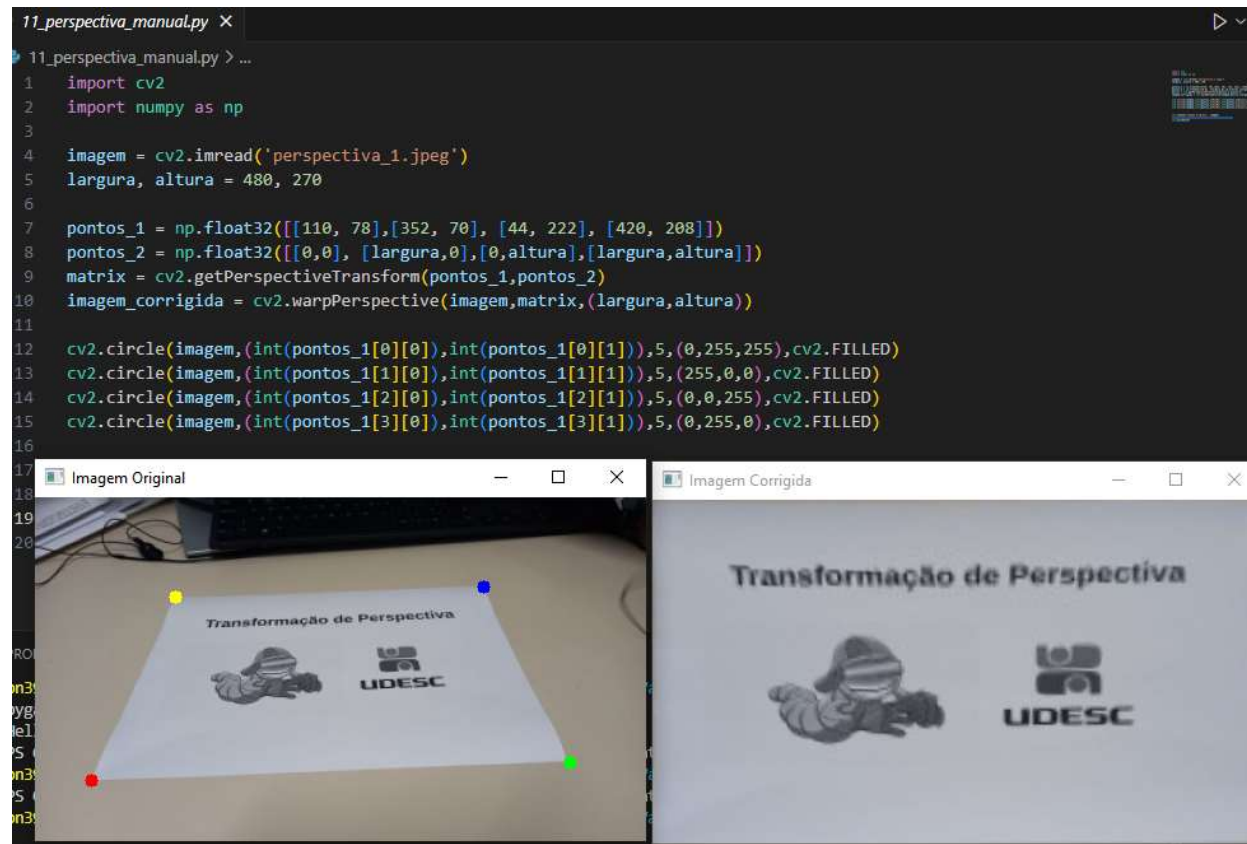 11_perspectiva_manual.py
11_perspectiva_manual.py > ...
1 import cv2
2 import numpy as np
3
4 imagem = cv2.imread('perspectiva_1.jpeg')
5 largura, altura = 480, 270
6
7 pontos_1 = np.float32([[110, 78],[352, 70], [44, 222], [420, 208]])
8 pontos_2 = np.float32([[0,0], [largura,0],[0,altura],[largura,altura]])
9 matrix = cv2.getPerspectiveTransform(pontos_1,pontos_2)
10 imagem_corrigida = cv2.warpPerspective(imagem,matrix,(largura,altura))
11
12 cv2.circle(imagem,(int(pontos_1[0][0]),int(pontos_1[0][1])),5,(0,255,255),cv2.FILLED)
13 cv2.circle(imagem,(int(pontos_1[1][0]),int(pontos_1[1][1])),5,(255,0,0),cv2.FILLED)
14 cv2.circle(imagem,(int(pontos_1[2][0]),int(pontos_1[2][1])),5,(0,0,255),cv2.FILLED)
15 cv2.circle(imagem,(int(pontos_1[3][0]),int(pontos_1[3][1])),5,(0,255,0),cv2.FILLED)
16
17
18
19
20
Imagem Original
Transformação de Perspectiva
UDESC
Imagem Corrigida
Transformação de Perspectiva
UDESC